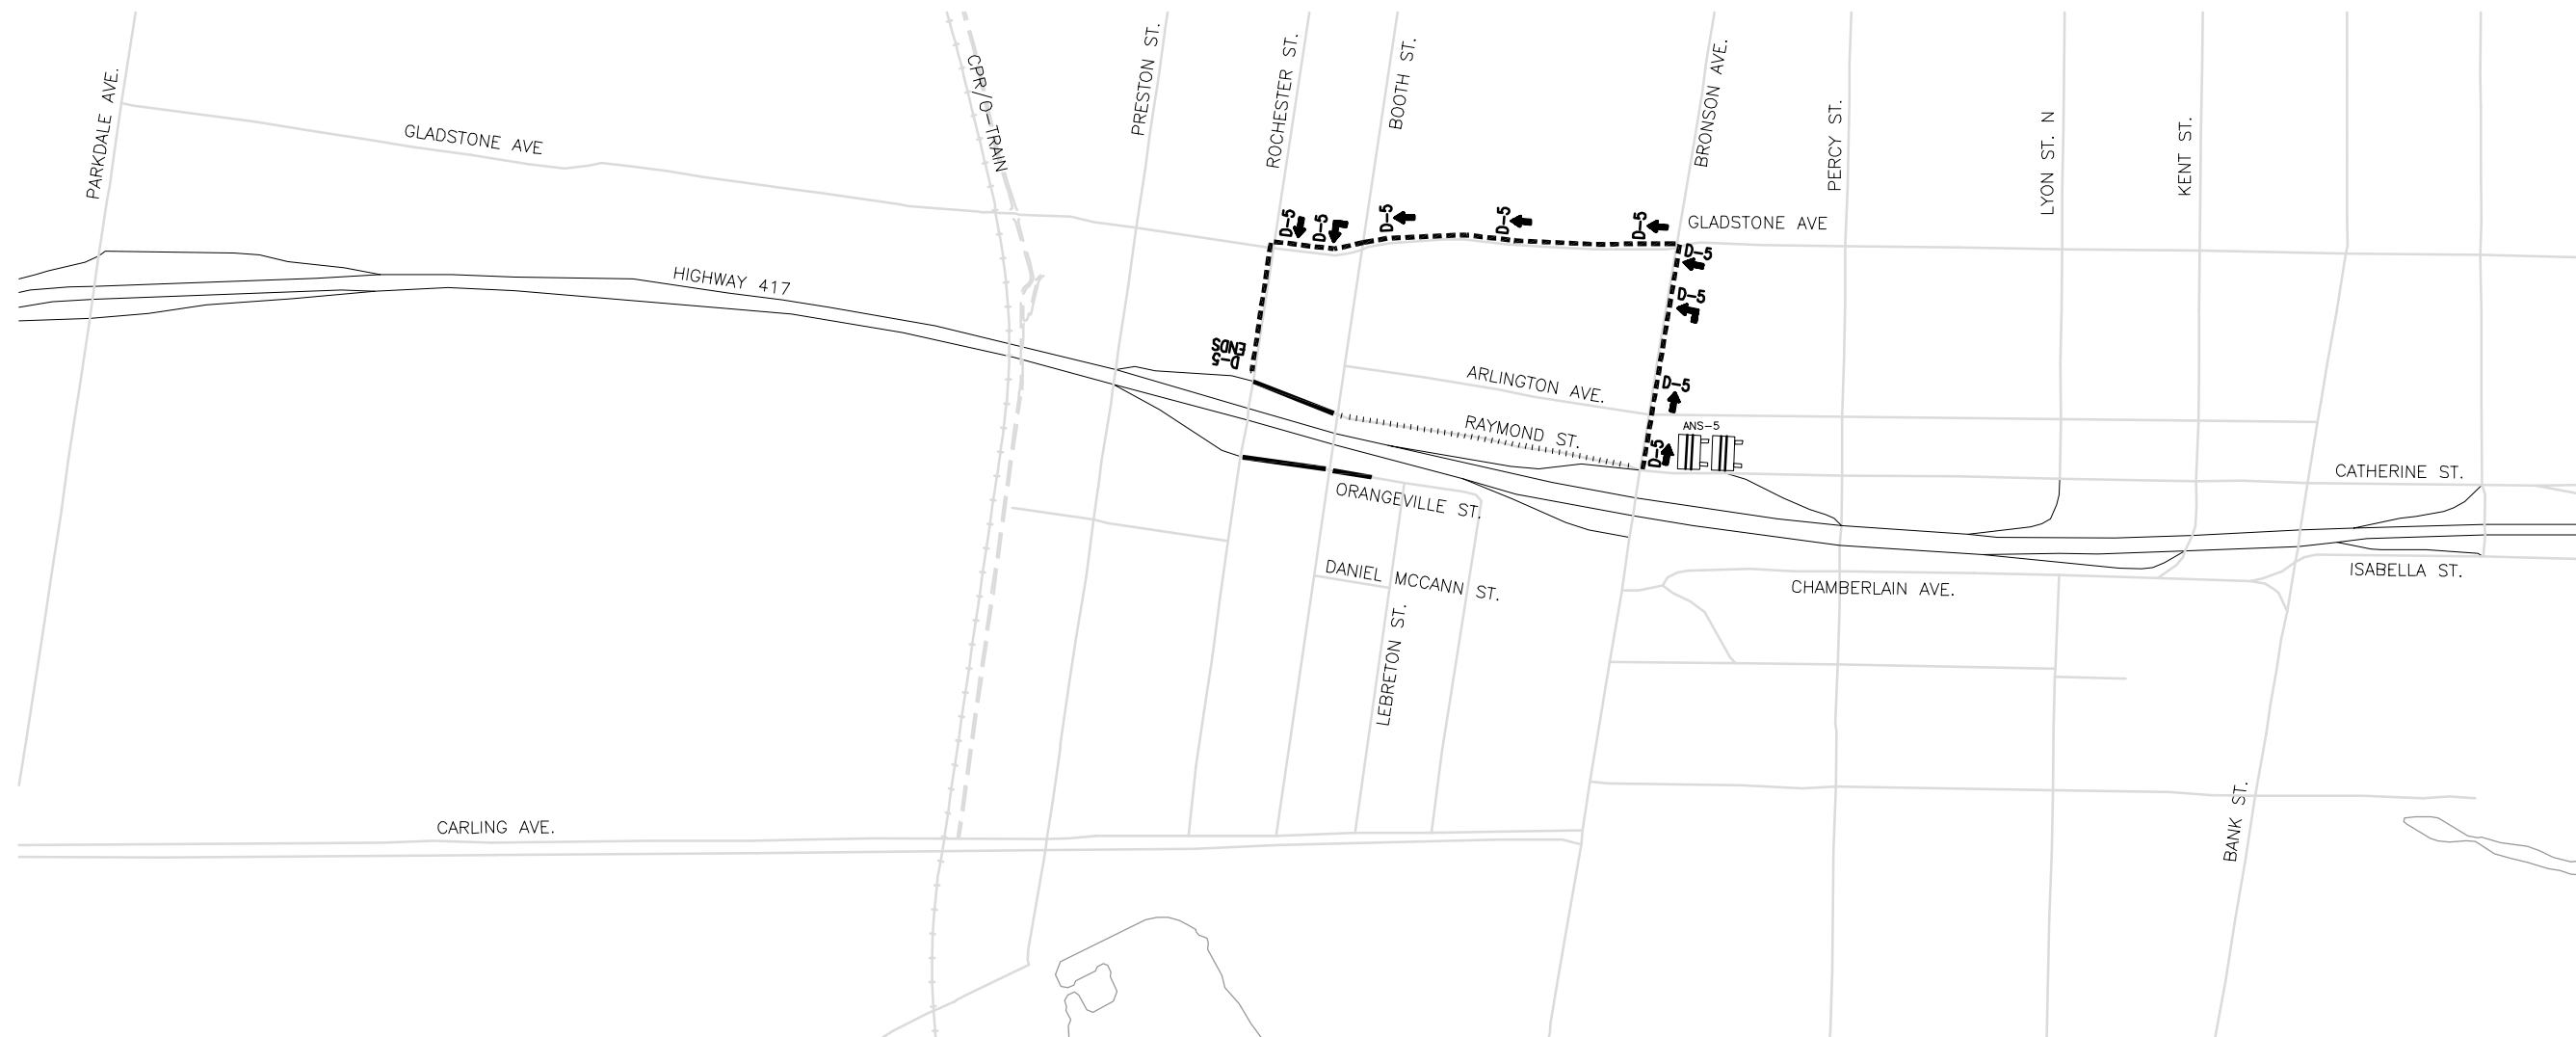 PARKDALE AVE.
GLADSTONE AVE
CPR/O-TRAIN
PRESTON ST.
ROCHESTER ST.
BOOTH ST.
BRONSON AVE.
PERCY ST.
LYON ST. N
KENT ST.
D-5
D-5
D-5
D-5
D-5
GLADSTONE AVE
D-5
HIGHWAY 417
D-5
D-5
ENDS
ARLINGTON AVE.
D-5
RAYMOND ST.
ANS-5
D-5
CATHERINE ST.
ORANGEVILLE ST.
DANIEL MCCANN ST.
ISABELLA ST.
CHAMBERLAIN AVE.
LEBRETON ST.
CARLING AVE.
BANK ST.